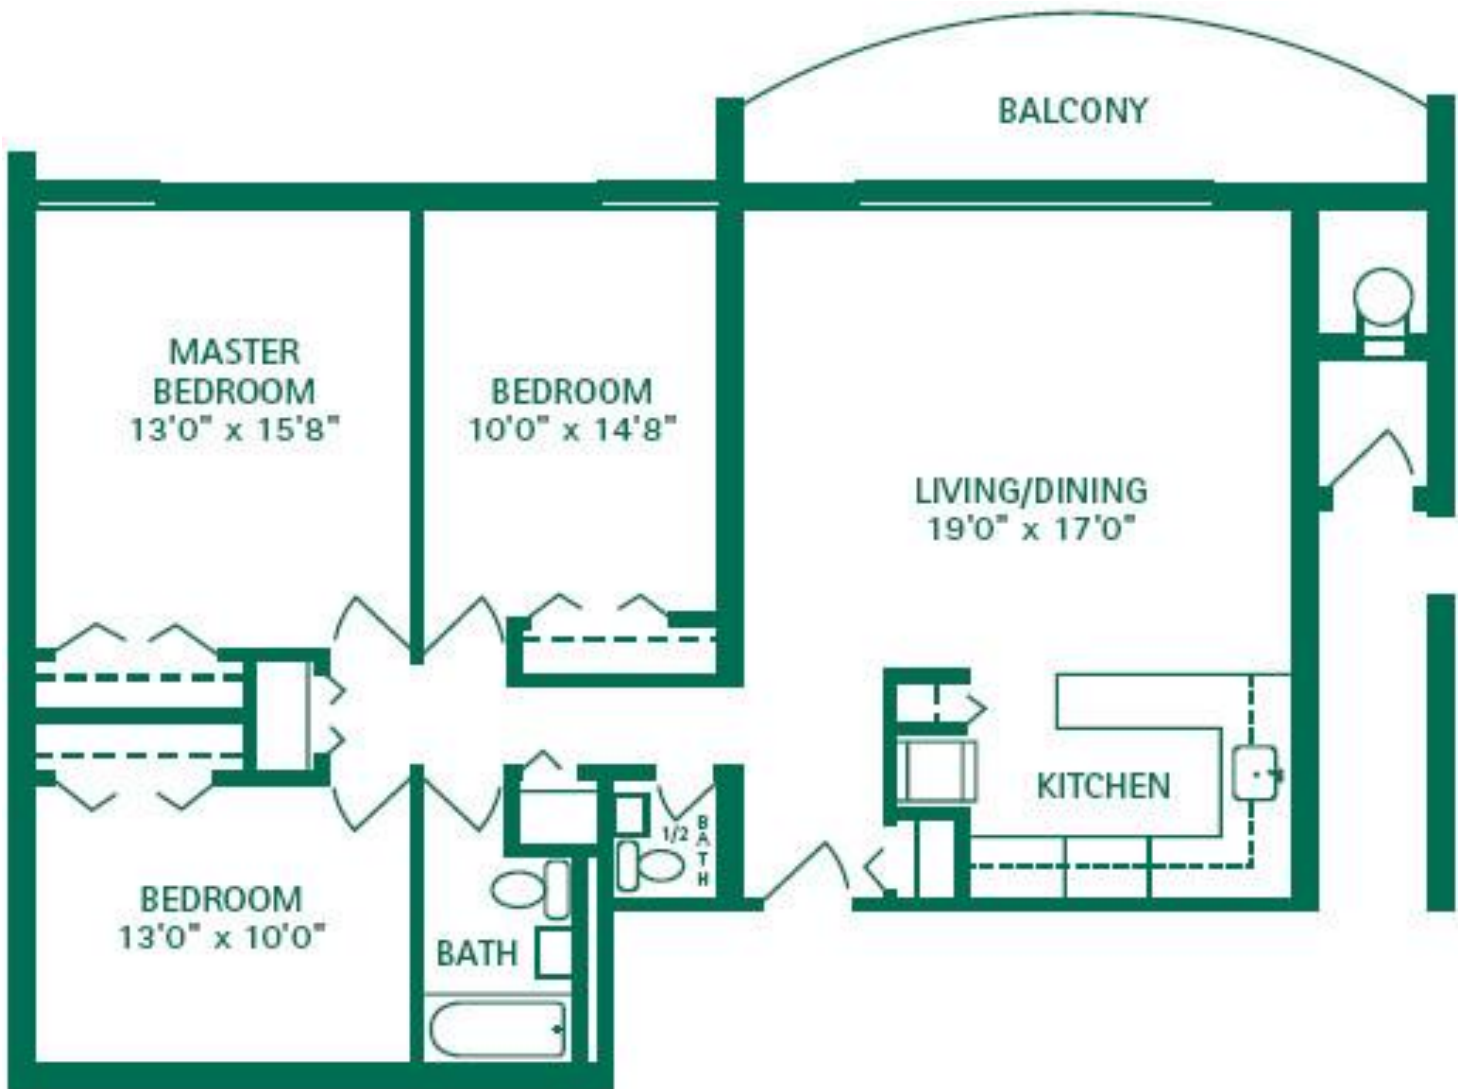 BALCONY
MASTER
BEDROOM
13'0" x 15'8"
BEDROOM
10'0" x 14'8"
LIVING/DINING
19'0" x 17'0"
KITCHEN
1/2
BATH
BEDROOM
13'0" x 10'0"
BATH